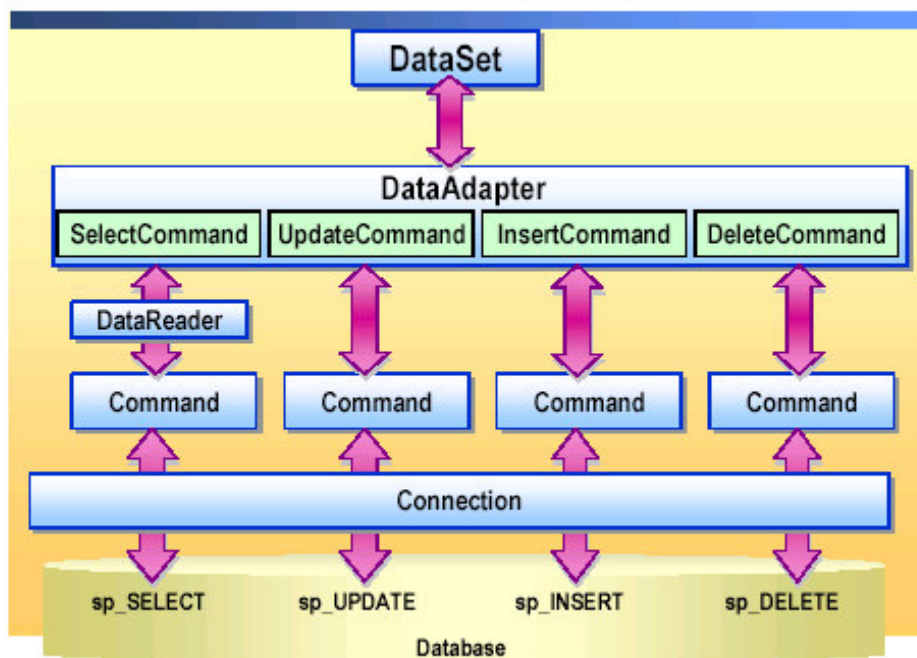 DataSet
DataAdapter
SelectCommand UpdateCommand InsertCommand DeleteCommand
DataReader
Command Command Command Command
Connection
sp_SELECT sp_UPDATE sp_INSERT sp_DELETE
Database